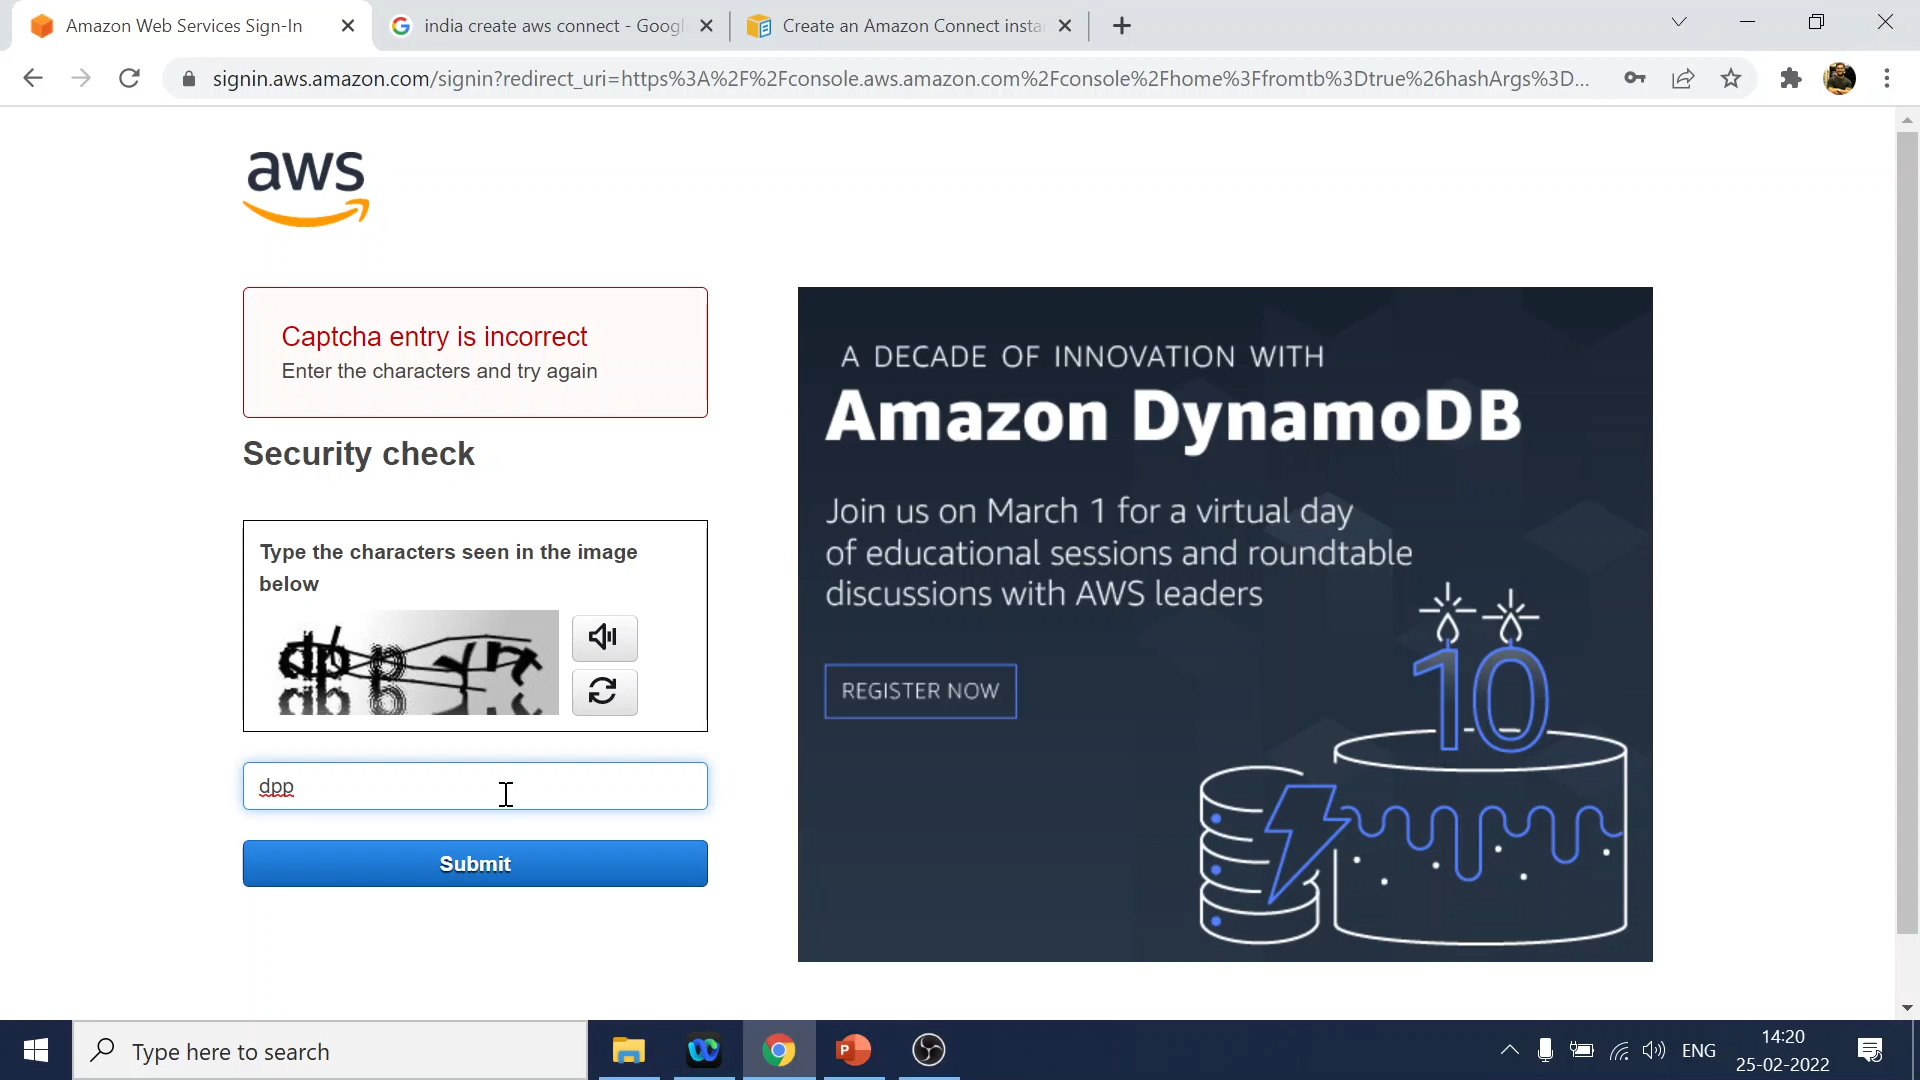 Amazon Web Services Sign-In
india create aws connect - Googl
Create an Amazon Connect insta
signin.aws.amazon.com/signin?redirect_uri=https%3A%2F%2Fconsole.aws.amazon.com%2Fconsole%2Fhome%3Ffromtb%3Dtrue%26hashArgs%3D...
aws
Captcha entry is incorrect
Enter the characters and try again
Security check
Type the characters seen in the image
below
dpp
Submit
A DECADE OF INNOVATION WITH
Amazon DynamoDB
Join us on March 1 for a virtual day
of educational sessions and roundtable
discussions with AWS leaders
REGISTER NOW
10
Type here to search
ENG
14:20
25-02-2022